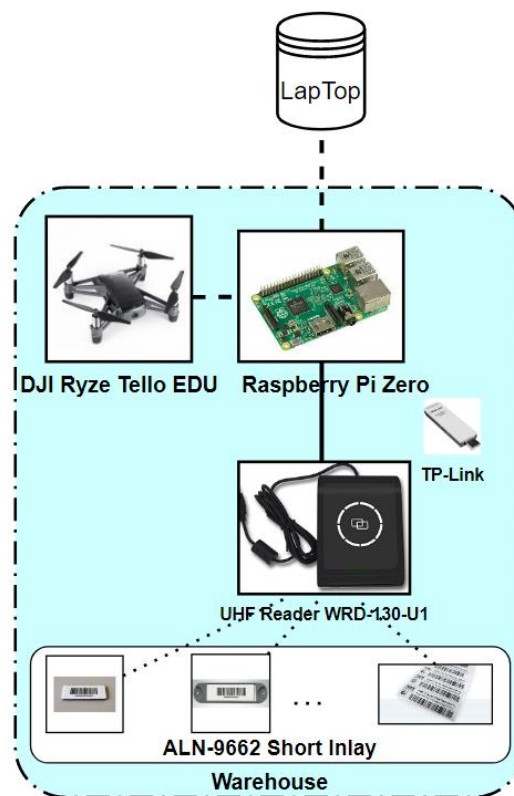 LapTop
DJI Ryze Tello EDU
Raspberry Pi Zero
TP-Link
UHF Reader WRD-130-U1
...
ALN-9662 Short Inlay
Warehouse